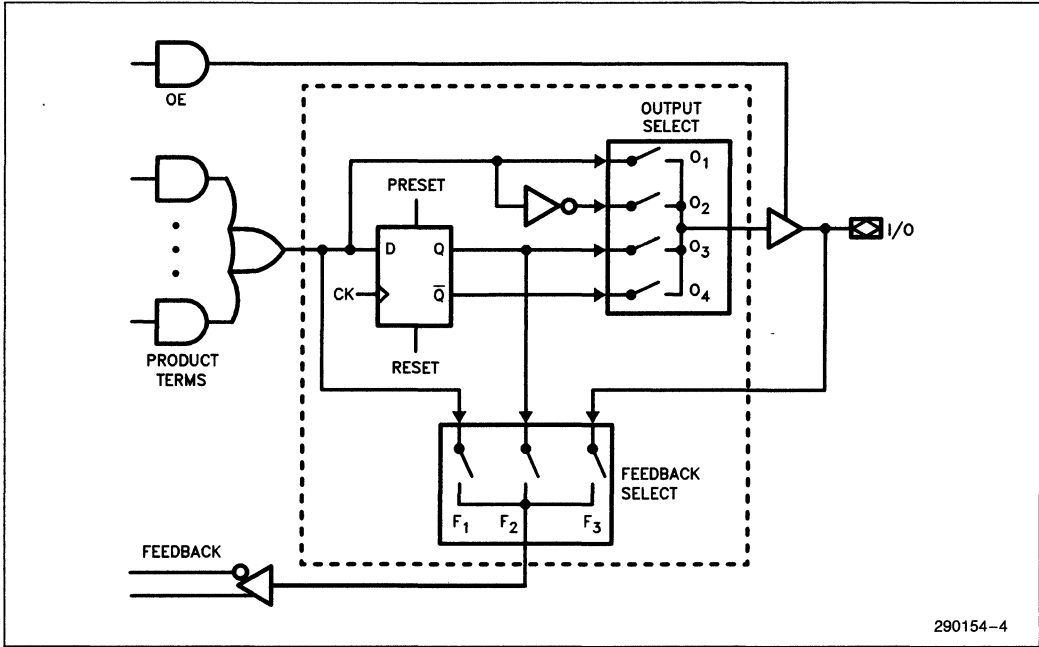 OE
OUTPUT
SELECT
O1
PRESET
O2
I/O
D Q
O3
CK
Q̅
O4
PRODUCT
TERMS
RESET
FEEDBACK
SELECT
F1 F2 F3
FEEDBACK
290154-4